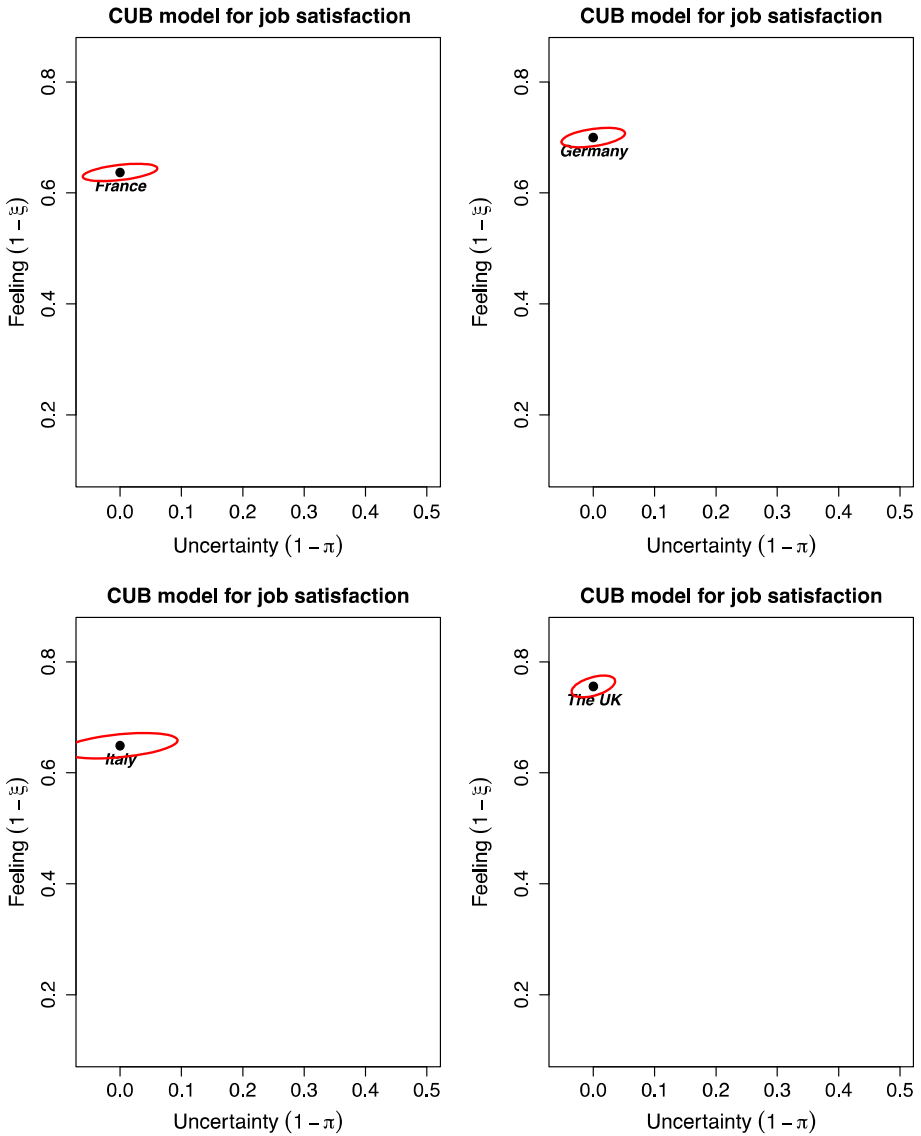 CUB model for job satisfaction
Feeling (1 − ξ)
0.8
0.6
0.4
0.2
France
0.0 0.1 0.2 0.3 0.4 0.5
Uncertainty (1 − π)
CUB model for job satisfaction
Feeling (1 − ξ)
0.8
0.6
0.4
0.2
Germany
0.0 0.1 0.2 0.3 0.4 0.5
Uncertainty (1 − π)
CUB model for job satisfaction
Feeling (1 − ξ)
0.8
0.6
0.4
0.2
Italy
0.0 0.1 0.2 0.3 0.4 0.5
Uncertainty (1 − π)
CUB model for job satisfaction
Feeling (1 − ξ)
0.8
0.6
0.4
0.2
The UK
0.0 0.1 0.2 0.3 0.4 0.5
Uncertainty (1 − π)